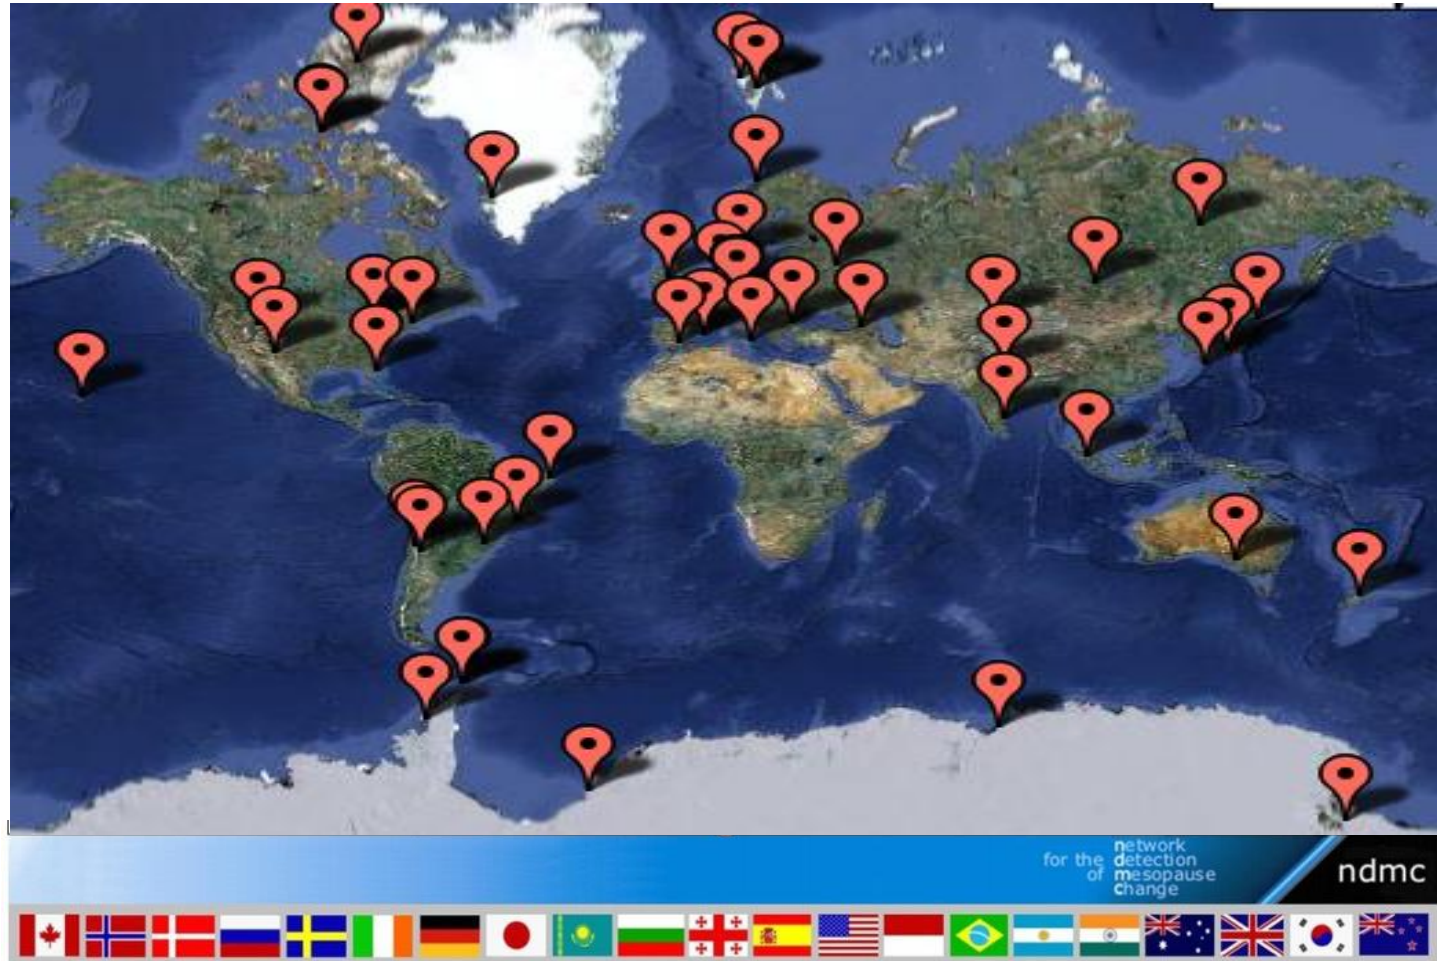 network
for the detection
of mesopause
change
ndmc